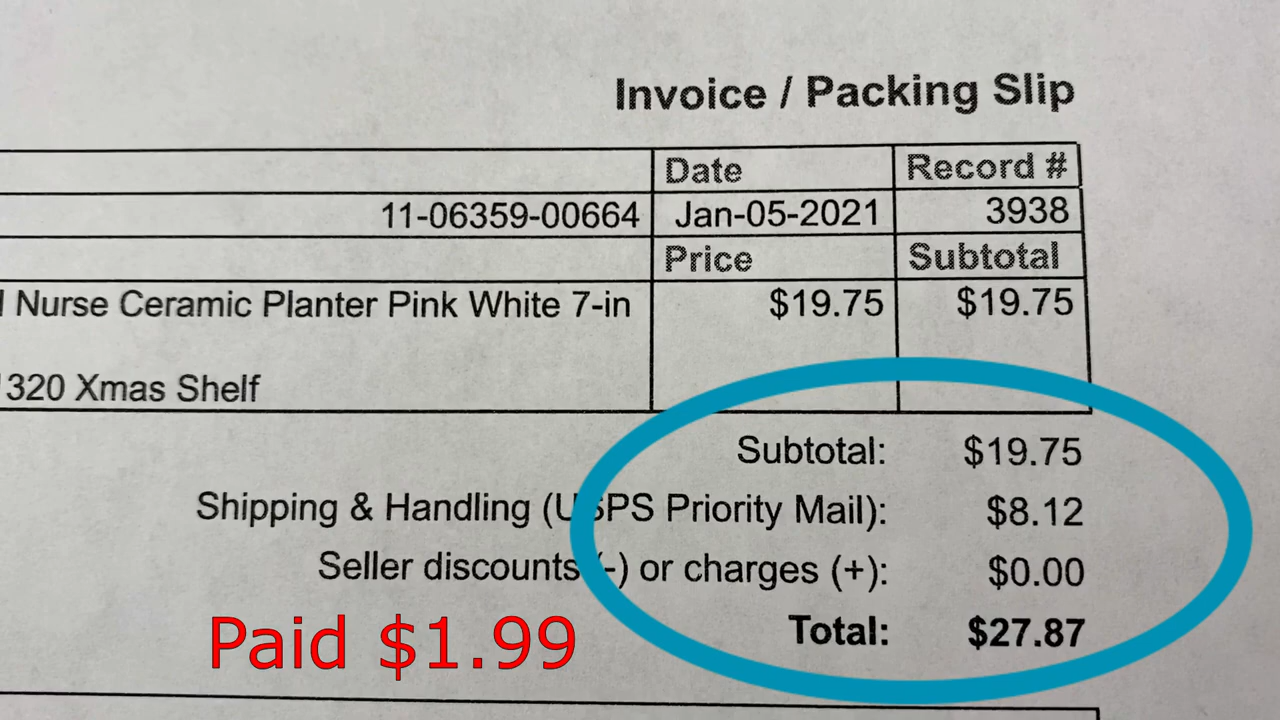 Invoice / Packing Slip
Date Record #
11-06359-00664 Jan-05-2021 3938
Price Subtotal
Nurse Ceramic Planter Pink White 7-in $19.75 $19.75
320 Xmas Shelf
Subtotal: $19.75
Shipping & Handling (USPS Priority Mail): $8.12
Seller discounts (-) or charges (+): $0.00
Total: $27.87
Paid $1.99